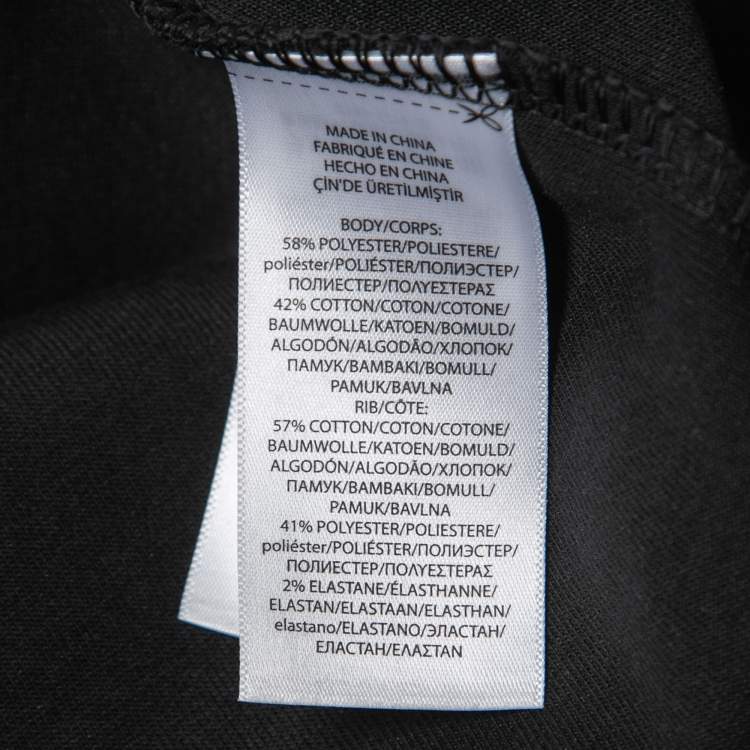 MADE IN CHINA
FABRIQUÉ EN CHINE
HECHO EN CHINA
ÇİN'DE ÜRETİLMİŞTİR
BODY/CORPS:
58% POLYESTER/POLIESTERE/
poliéster/POLIÉSTER/ПОЛИЭСТЕР/
ПОЛИЕСТЕР/ΠΟΛΥΕΣΤΕΡΑΣ
42% COTTON/COTON/COTONE/
BAUMWOLLE/KATOEN/BOMULD/
ALGODÓN/ALGODÃO/ХЛОПОК/
ПАМУК/ΒΑΜΒΑΚΙ/BOMULL/
PAMUK/BAVLNA
RIB/CÔTE:
57% COTTON/COTON/COTONE/
BAUMWOLLE/KATOEN/BOMULD/
ALGODÓN/ALGODÃO/ХЛОПОК/
ПАМУК/ΒΑΜΒΑΚΙ/BOMULL/
PAMUK/BAVLNA
41% POLYESTER/POLIESTERE/
poliéster/POLIÉSTER/ПОЛИЭСТЕР/
ПОЛИЕСТЕР/ΠΟΛΥΕΣΤΕΡΑΣ
2% ELASTANE/ÉLASTHANNE/
ELASTAN/ELASTAAN/ELASTHAN/
elastano/ELASTANO/ЭЛАСТАН/
ЕЛАСТАН/ΕΛΑΣΤΑΝ